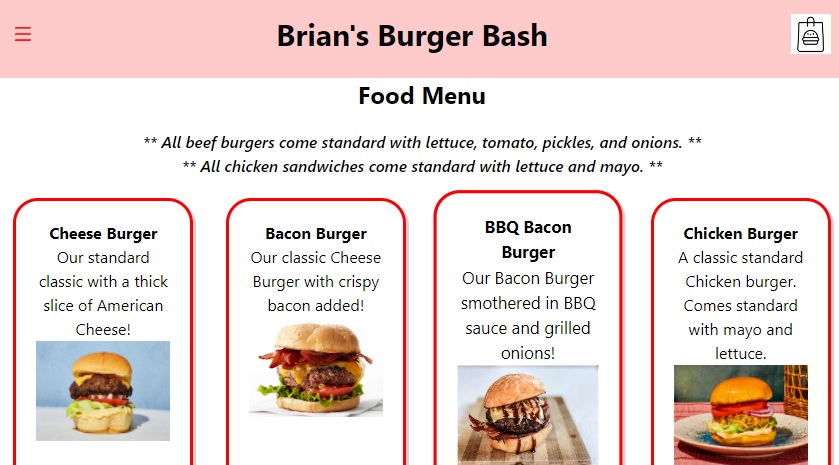 Brian's Burger Bash
Food Menu
** All beef burgers come standard with lettuce, tomato, pickles, and onions. **
** All chicken sandwiches come standard with lettuce and mayo. **
Cheese Burger
Our standard
classic with a thick
slice of American
Cheese!
Bacon Burger
Our classic Cheese
Burger with crispy
bacon added!
BBQ Bacon
Burger
Our Bacon Burger
smothered in BBQ
sauce and grilled
onions!
Chicken Burger
A classic standard
Chicken burger.
Comes standard
with mayo and
lettuce.